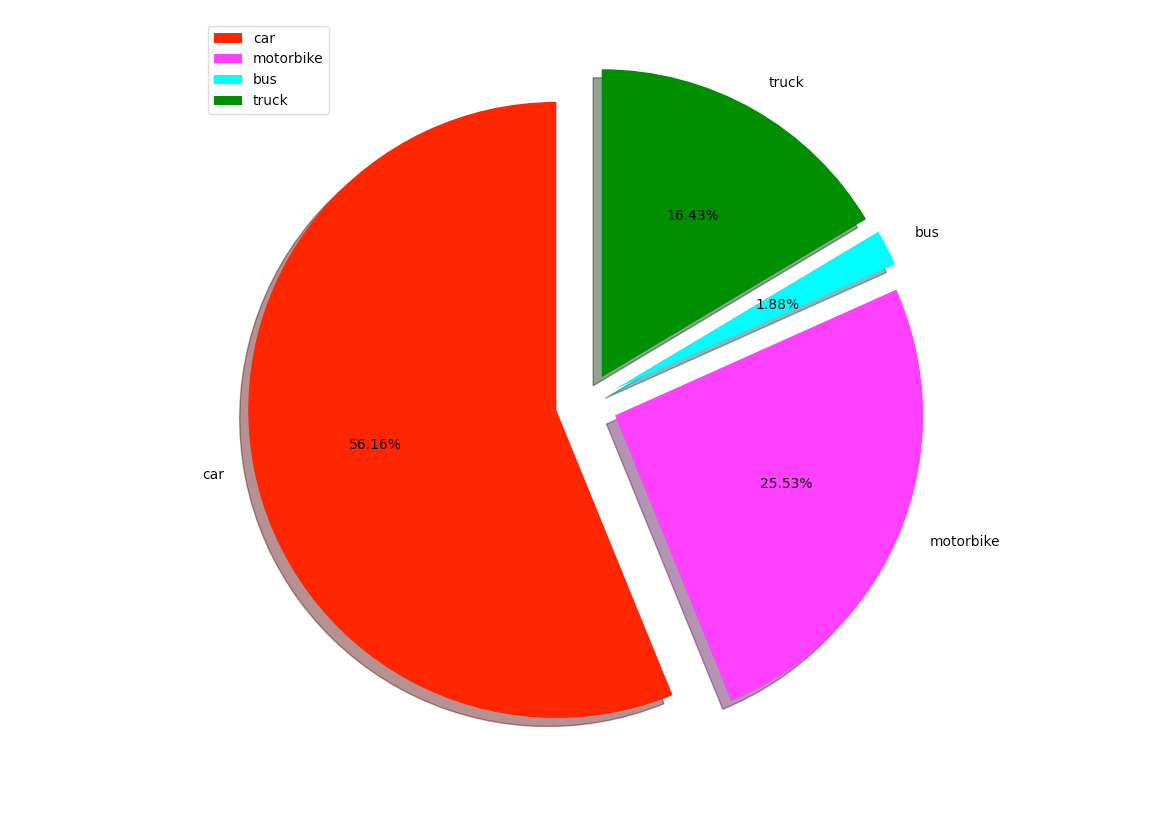 car
motorbike
bus
truck
truck
16.43%
bus
1.88%
56.16%
car
25.53%
motorbike